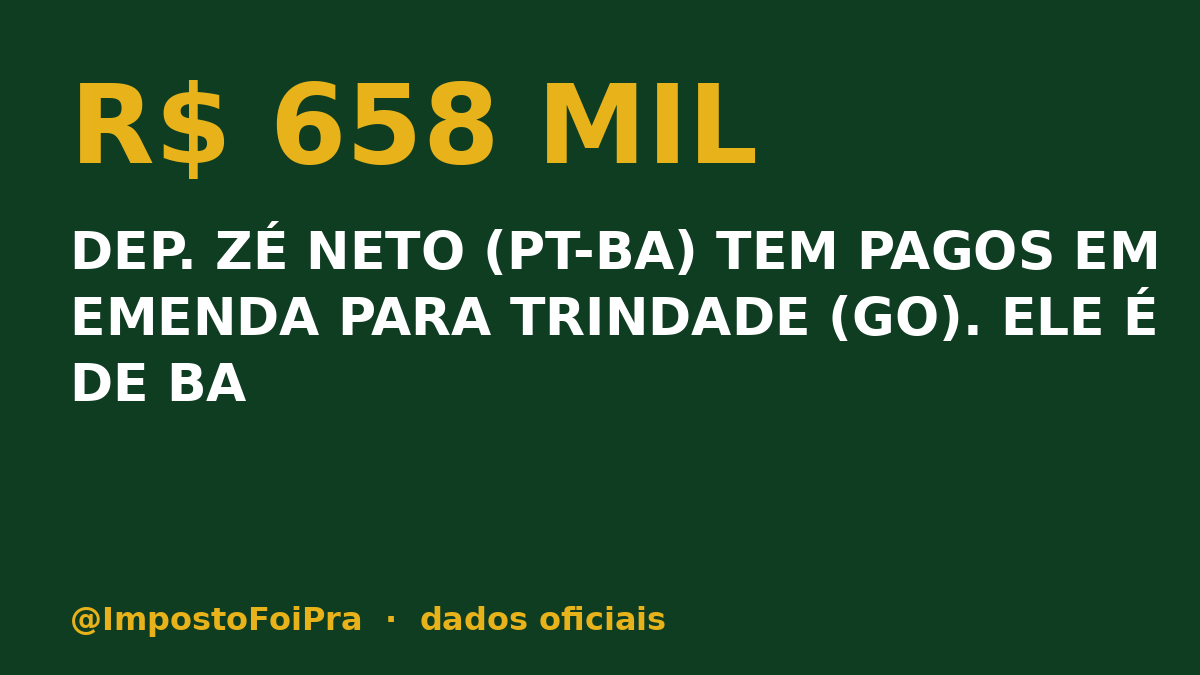 R$ 658 MIL
DEP. ZÉ NETO (PT-BA) TEM PAGOS EM
EMENDA PARA TRINDADE (GO). ELE É
DE BA
@ImpostoFoiPra · dados oficiais